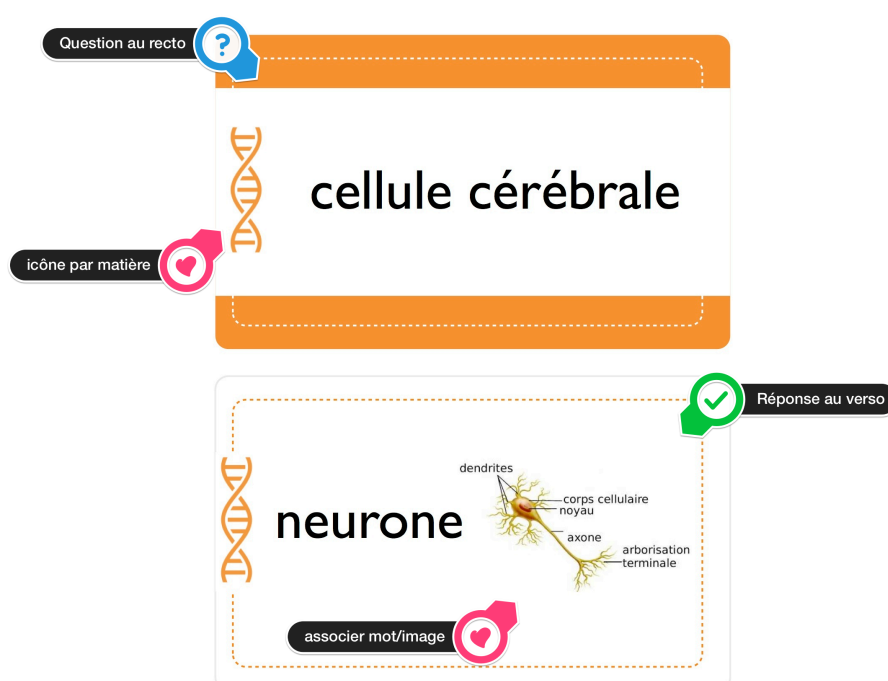 Question au recto
?
cellule cérébrale
icône par matière
Réponse au verso
dendrites
corps cellulaire
noyau
neurone
axone
arborisation
terminale
associer mot/image